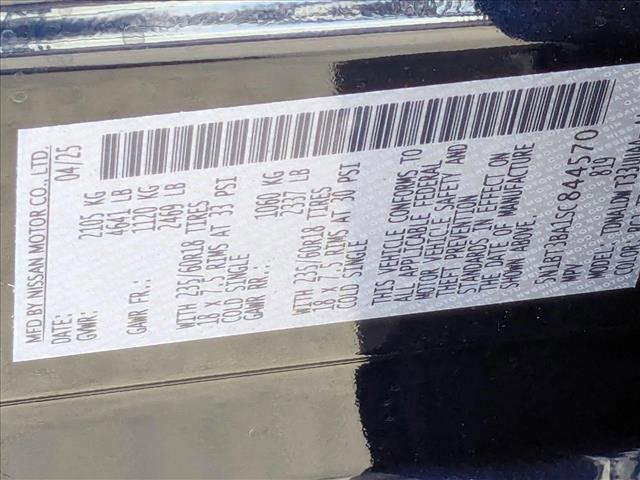 MFD BY NISSAN MOTOR CO., LTD.
DATE: 04/25
GVWR: 2105 KG
4641 LB
GAWR FR.: 1120 KG
2469 LB
WITH 235/60R18 TIRES
18 X 7.5 RIMS AT 33 PSI
COLD SINGLE
GAWR RR.: 1060 KG
2337 LB
WITH 235/60R18 TIRES
18 X 7.5 RIMS AT 30 PSI
COLD SINGLE
THIS VEHICLE CONFORMS TO
ALL APPLICABLE FEDERAL
MOTOR VEHICLE SAFETY AND
THEFT PREVENTION
STANDARDS IN EFFECT ON
THE DATE OF MANUFACTURE
SHOWN ABOVE.
5N1BT3BA1SC844570
MPV 819
MODEL:
COLOR: